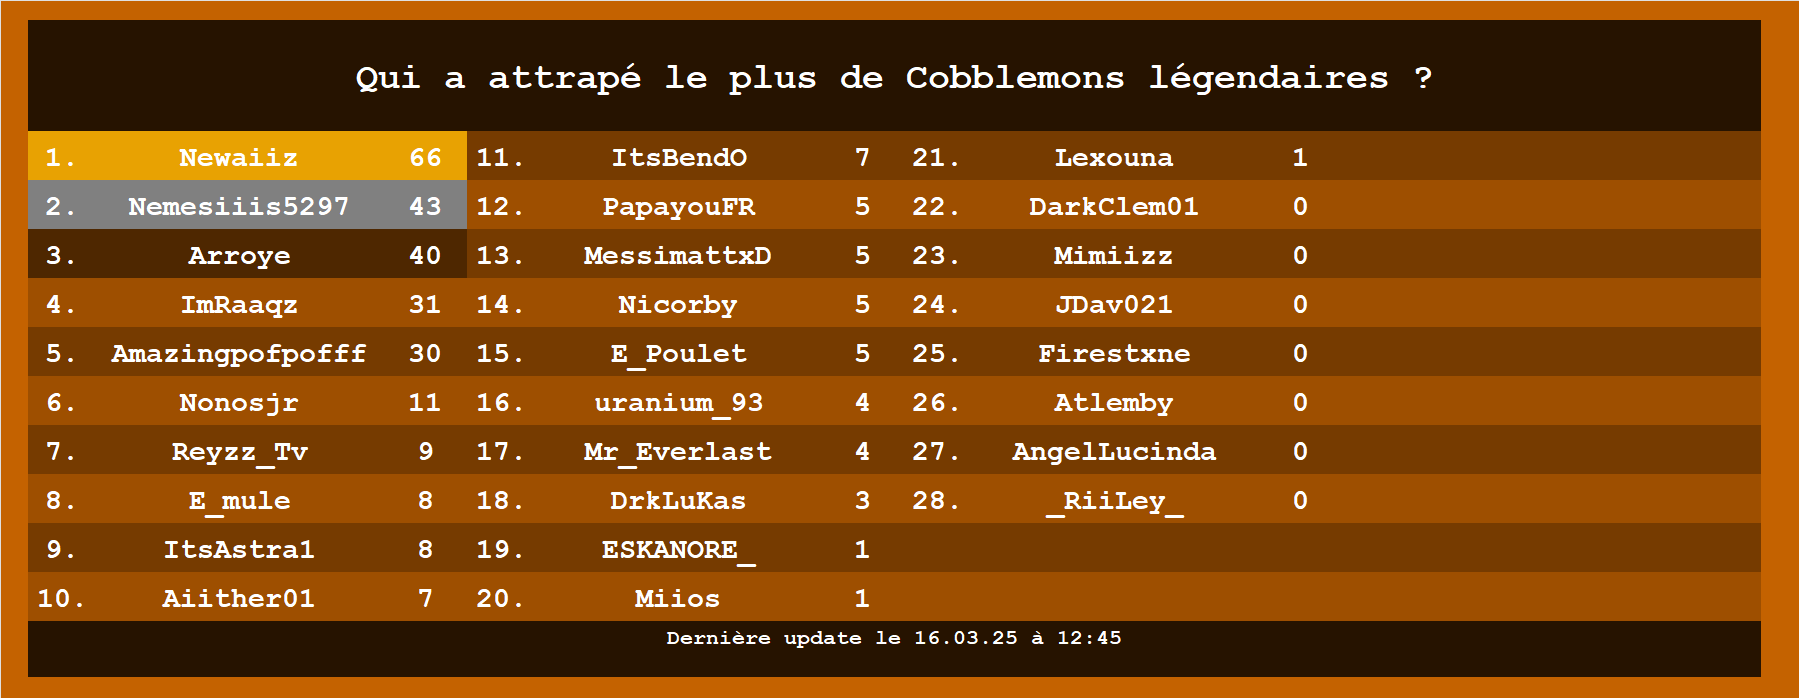 Qui a attrapé le plus de Cobblemons légendaires ?
1. Newaiiz 66 11. ItsBendO 7 21. Lexouna 1
2. Nemesiiis5297 43 12. PapayouFR 5 22. DarkClem01 0
3. Arroye 40 13. MessimattxD 5 23. Mimiizz 0
4. ImRaaqz 31 14. Nicorby 5 24. JDav021 0
5. Amazingpofpofff 30 15. E_Poulet 5 25. Firestxne 0
6. Nonosjr 11 16. uranium_93 4 26. Atlemby 0
7. Reyzz_Tv 9 17. Mr_Everlast 4 27. AngelLucinda 0
8. E_mule 8 18. DrkLuKas 3 28. _RiiLey_ 0
9. ItsAstra1 8 19. ESKANORE_ 1
10. Aiither01 7 20. Miios 1
Dernière update le 16.03.25 à 12:45